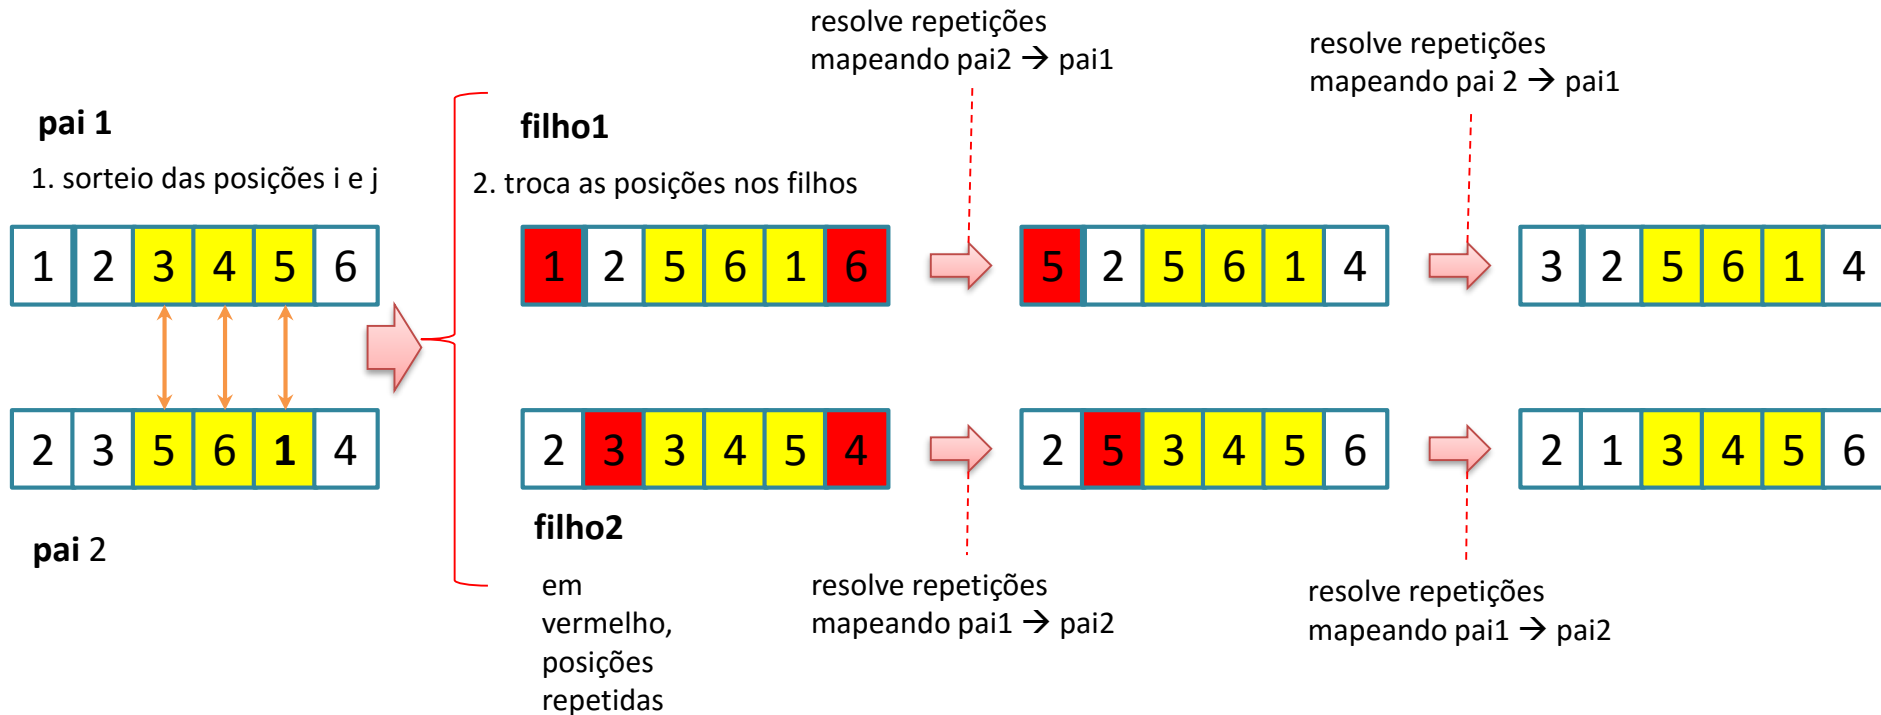 resolve repetições
mapeando pai2 → pai1
resolve repetições
mapeando pai 2 → pai1
pai 1
filho1
1. sorteio das posições i e j
2. troca as posições nos filhos
1 2 3 4 5 6
1 2 5 6 1 6
5 2 5 6 1 4
3 2 5 6 1 4
2 3 5 6 1 4
2 3 3 4 5 4
2 5 3 4 5 6
2 1 3 4 5 6
pai 2
filho2
em
vermelho,
posições
repetidas
resolve repetições
mapeando pai1 → pai2
resolve repetições
mapeando pai1 → pai2